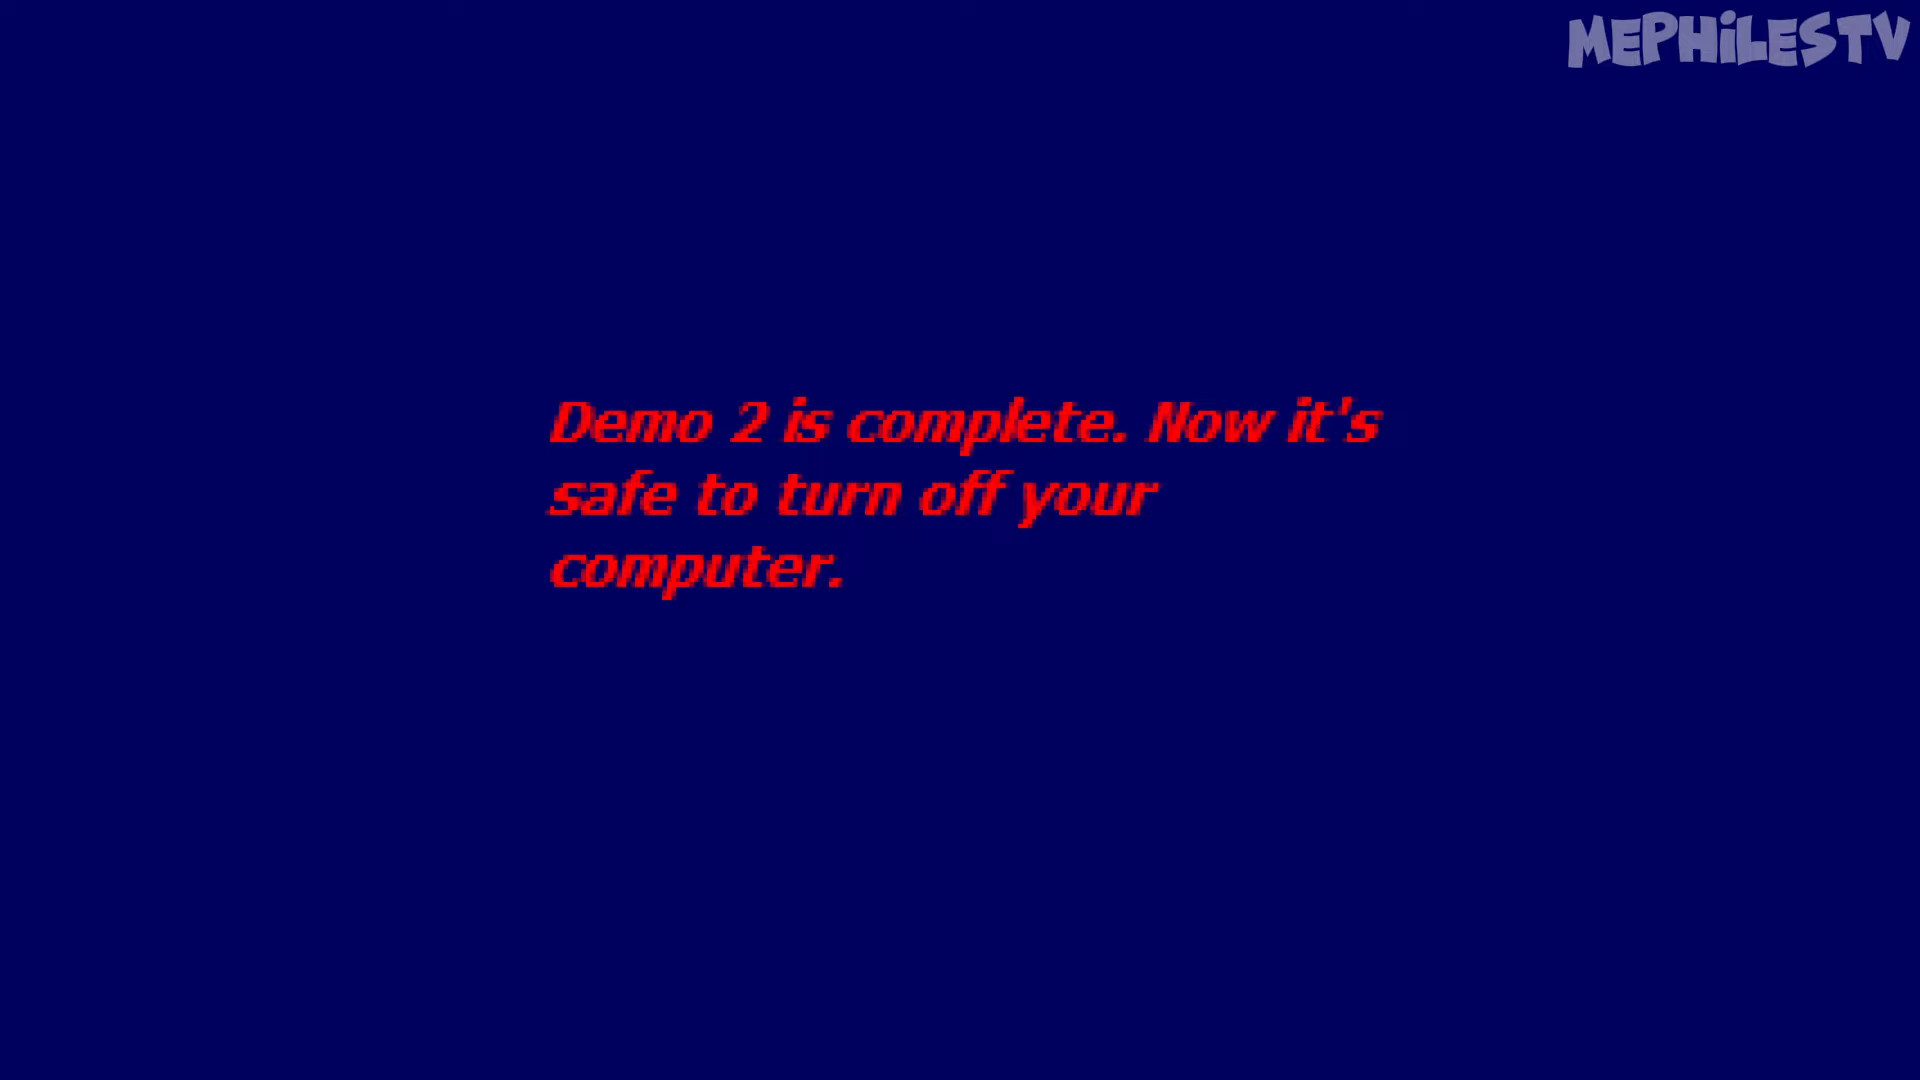 MEPHiLESTV
Demo 2 is complete. Now it's
safe to turn off your
computer.